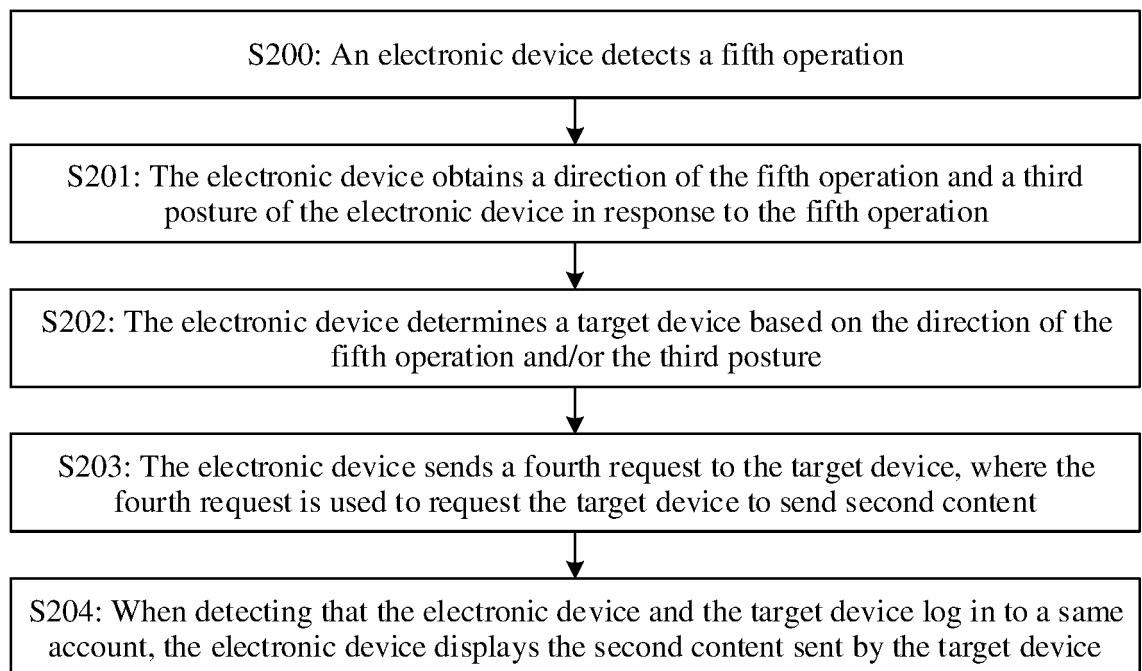 S200: An electronic device detects a fifth operation
S201: The electronic device obtains a direction of the fifth operation and a third
posture of the electronic device in response to the fifth operation
S202: The electronic device determines a target device based on the direction of the
fifth operation and/or the third posture
S203: The electronic device sends a fourth request to the target device, where the
fourth request is used to request the target device to send second content
S204: When detecting that the electronic device and the target device log in to a same
account, the electronic device displays the second content sent by the target device